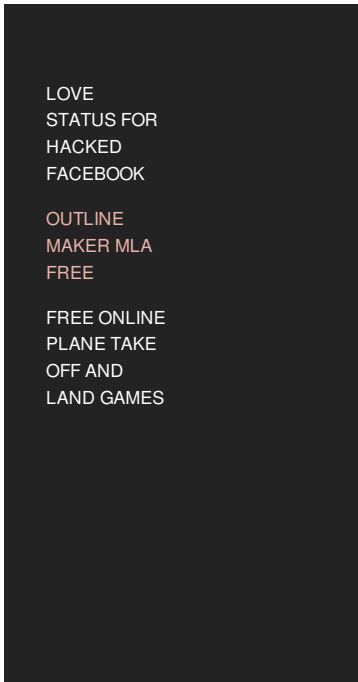 LOVE
STATUS FOR
HACKED
FACEBOOK
OUTLINE
MAKER MLA
FREE
FREE ONLINE
PLANE TAKE
OFF AND
LAND GAMES